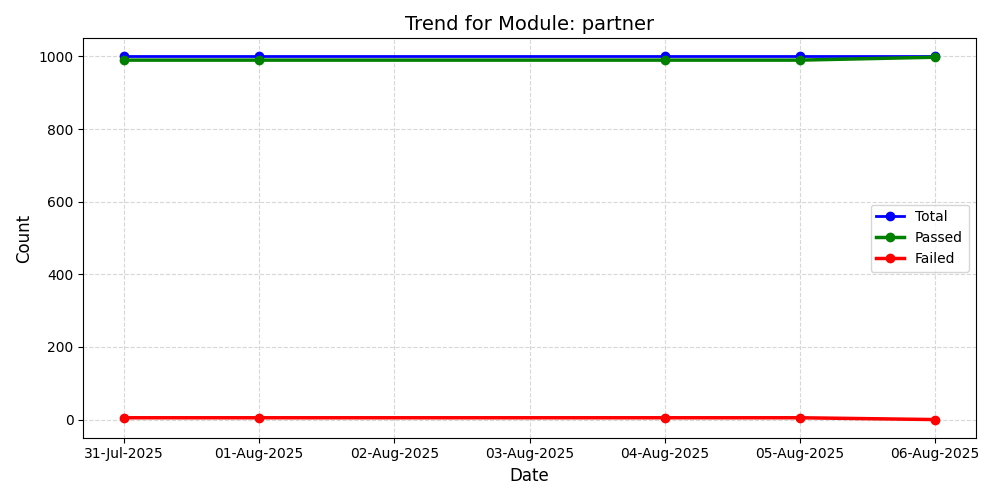 Trend for Module: partner
Count
1000
800
600
400
200
0
Total
Passed
Failed
31-Jul-2025
01-Aug-2025
02-Aug-2025
03-Aug-2025
04-Aug-2025
05-Aug-2025
06-Aug-2025
Date